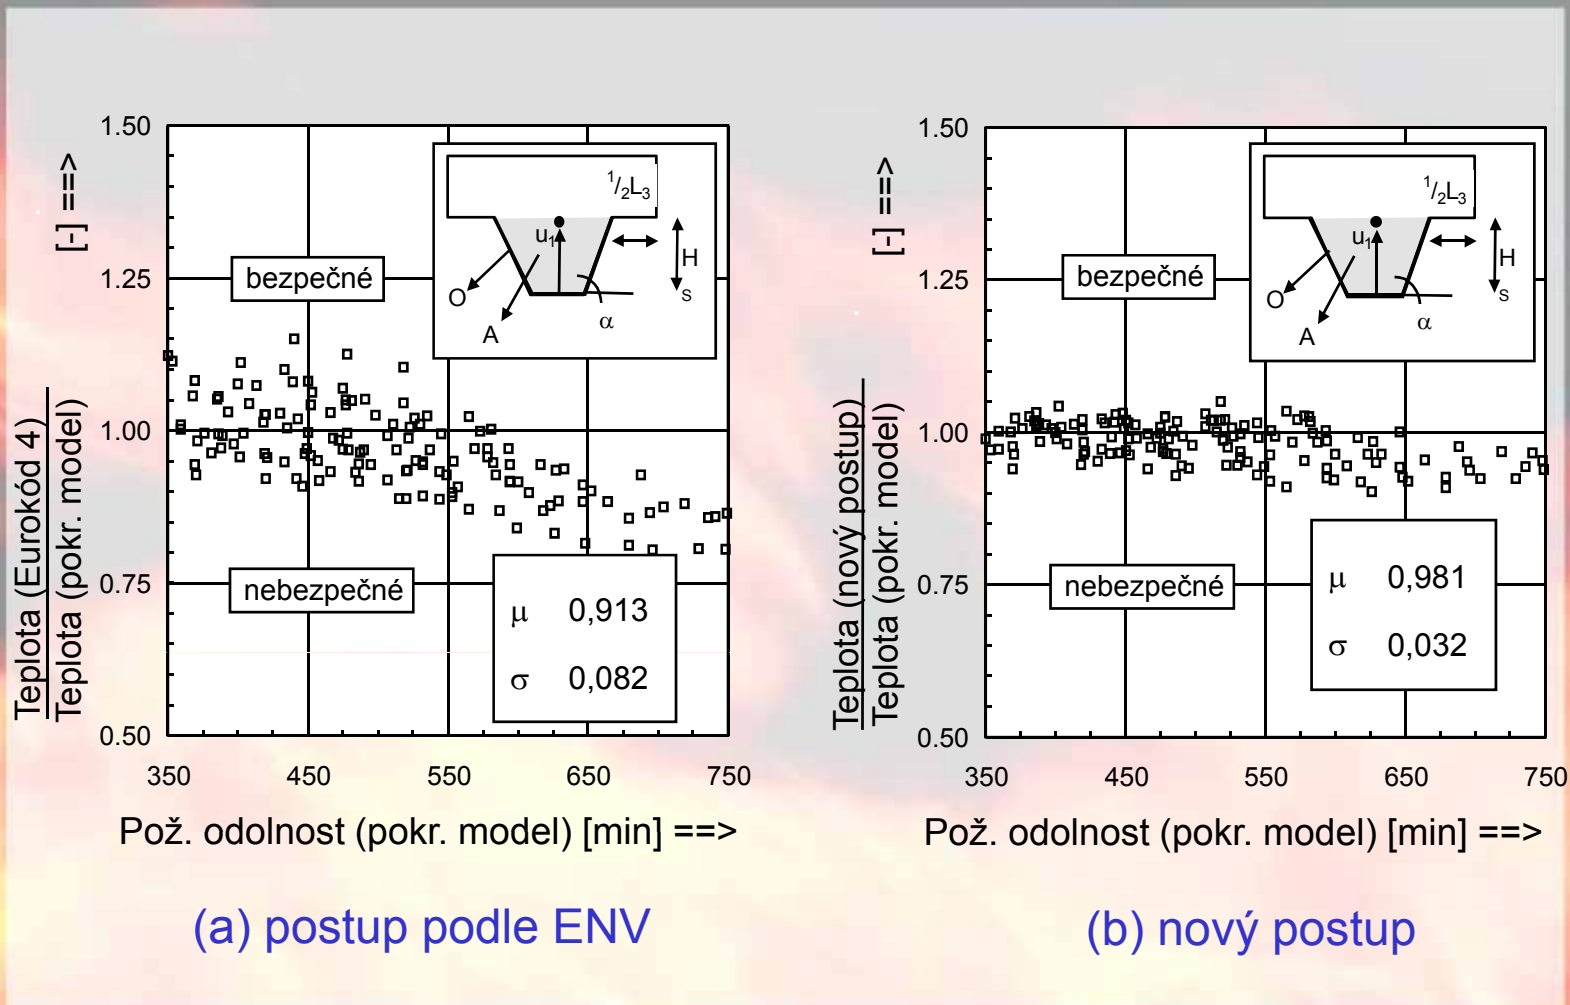 1.50
1.25
1.00
0.75
0.50
350 450 550 650 750
Teplota (Eurokód 4)
Teplota (pokr. model)
[-] ==>
bezpečné
nebezpečné
1/2L3
u1
H
S
O
A
α
μ 0,913
σ 0,082
Pož. odolnost (pokr. model) [min] ==>
(a) postup podle ENV
1.50
1.25
1.00
0.75
0.50
350 450 550 650 750
Teplota (nový postup)
Teplota (pokr. model)
[-] ==>
bezpečné
nebezpečné
1/2L3
u1
H
S
O
A
α
μ 0,981
σ 0,032
Pož. odolnost (pokr. model) [min] ==>
(b) nový postup